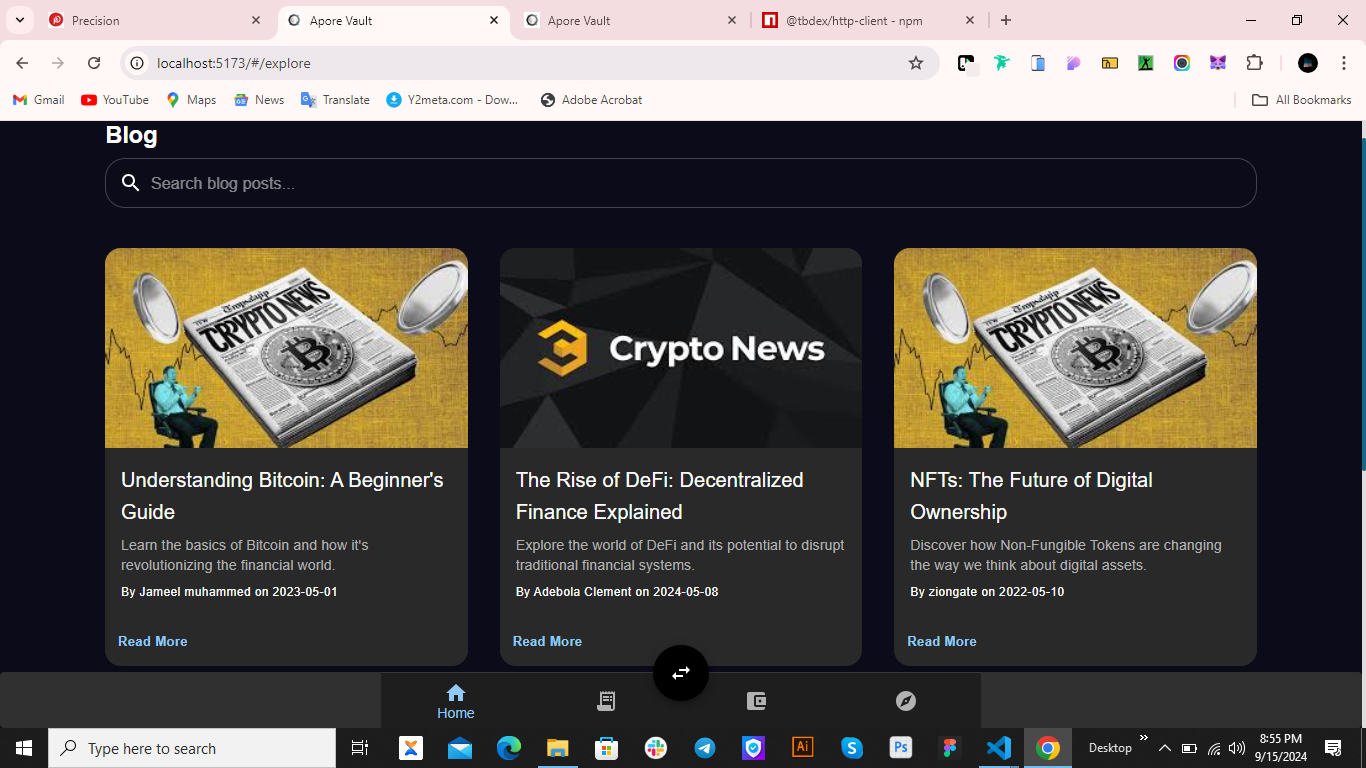 Precision
Apore Vault
Apore Vault
@tbdex/http-client - npm
localhost:5173/#/explore
Gmail
YouTube
Maps
News
Translate
Y2meta.com - Dow...
Adobe Acrobat
All Bookmarks
Blog
Search blog posts...
CRYPTO NEWS
Crypto News
CRYPTO NEWS
Understanding Bitcoin: A Beginner's
Guide
Learn the basics of Bitcoin and how it's
revolutionizing the financial world.
By Jameel muhammed on 2023-05-01
Read More
The Rise of DeFi: Decentralized
Finance Explained
Explore the world of DeFi and its potential to disrupt
traditional financial systems.
By Adebola Clement on 2024-05-08
Read More
NFTs: The Future of Digital
Ownership
Discover how Non-Fungible Tokens are changing
the way we think about digital assets.
By ziongate on 2022-05-10
Read More
Home
Type here to search
Ai
Ps
Desktop
8:55 PM
9/15/2024